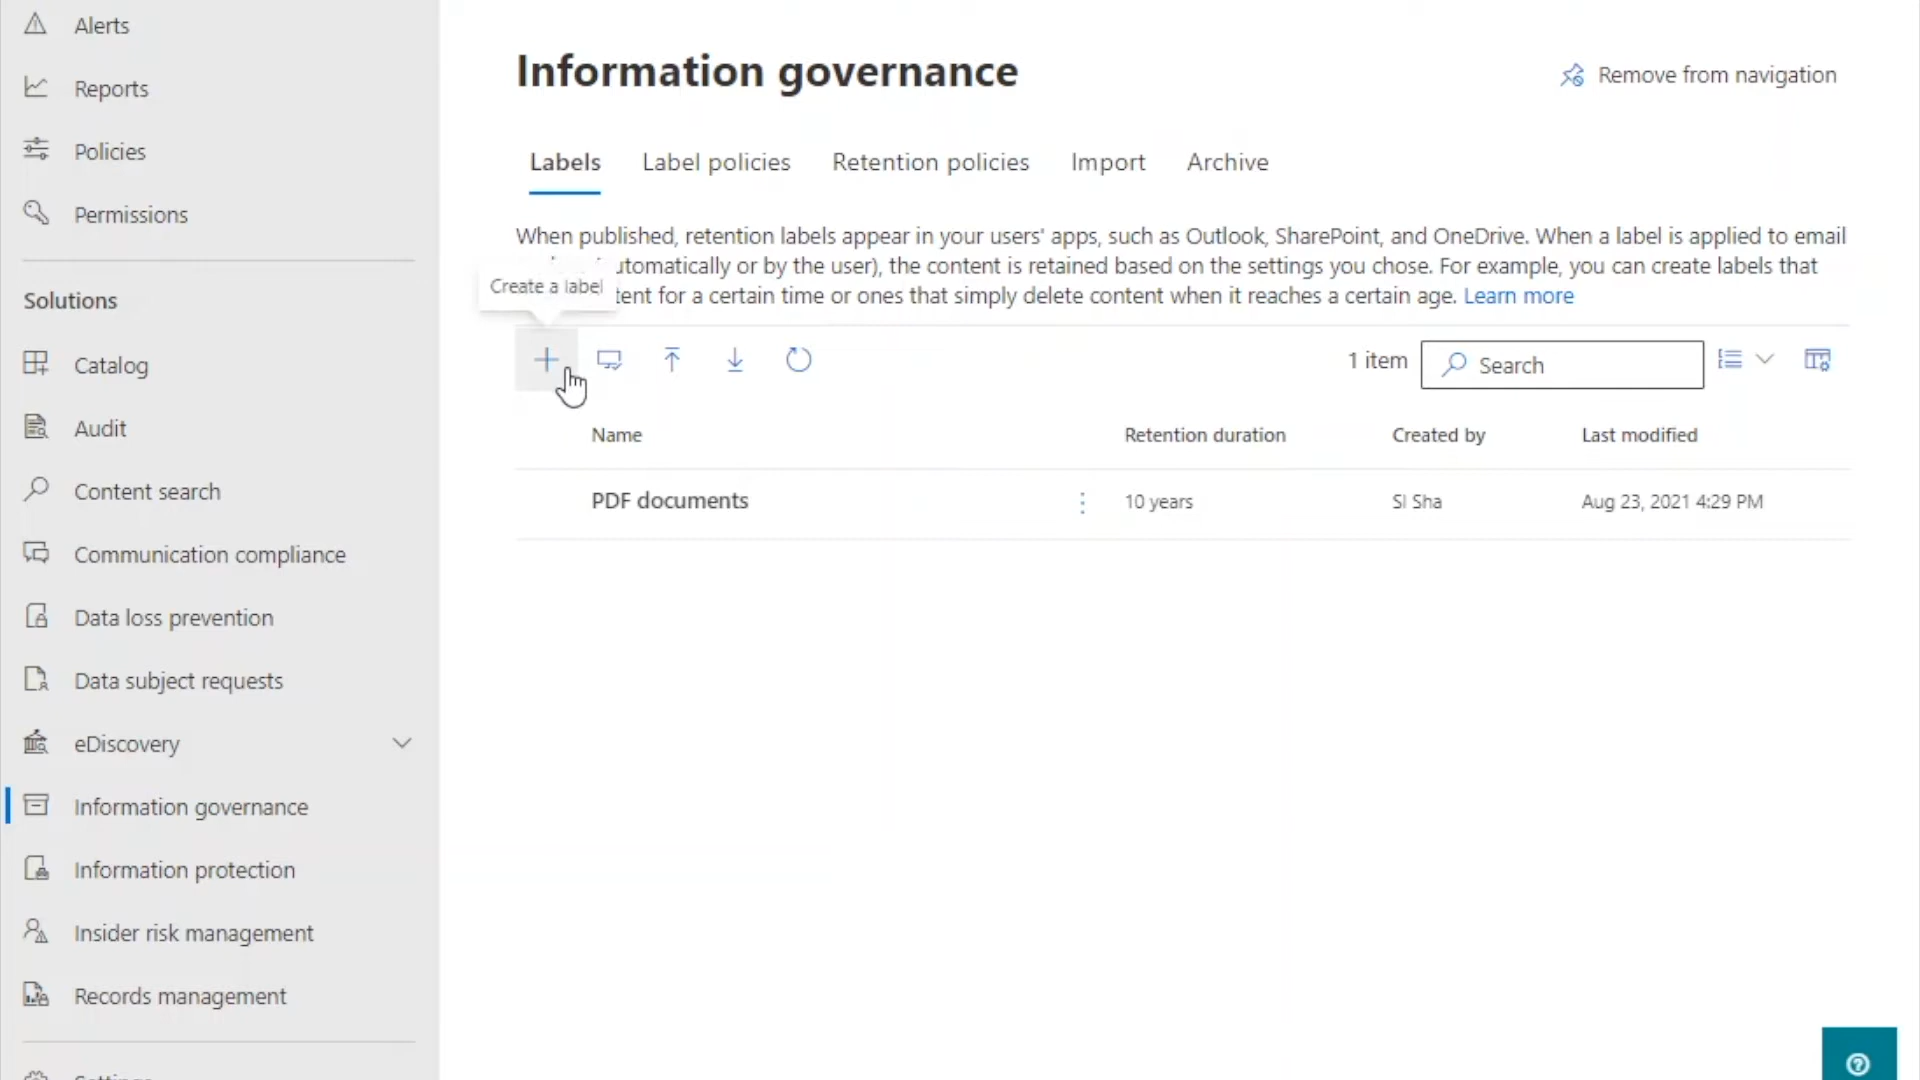 Alerts
Reports
Policies
Permissions
Solutions
Catalog
Audit
Content search
Communication compliance
Data loss prevention
Data subject requests
eDiscovery
Information governance
Information protection
Insider risk management
Records management
Information governance
Remove from navigation
Labels Label policies Retention policies Import Archive
When published, retention labels appear in your users' apps, such as Outlook, SharePoint, and OneDrive. When a label is applied to email
utomatically or by the user), the content is retained based on the settings you chose. For example, you can create labels that
tent for a certain time or ones that simply delete content when it reaches a certain age. Learn more
Create a label
1 item Search
Name Retention duration Created by Last modified
PDF documents 10 years SI Sha Aug 23, 2021 4:29 PM